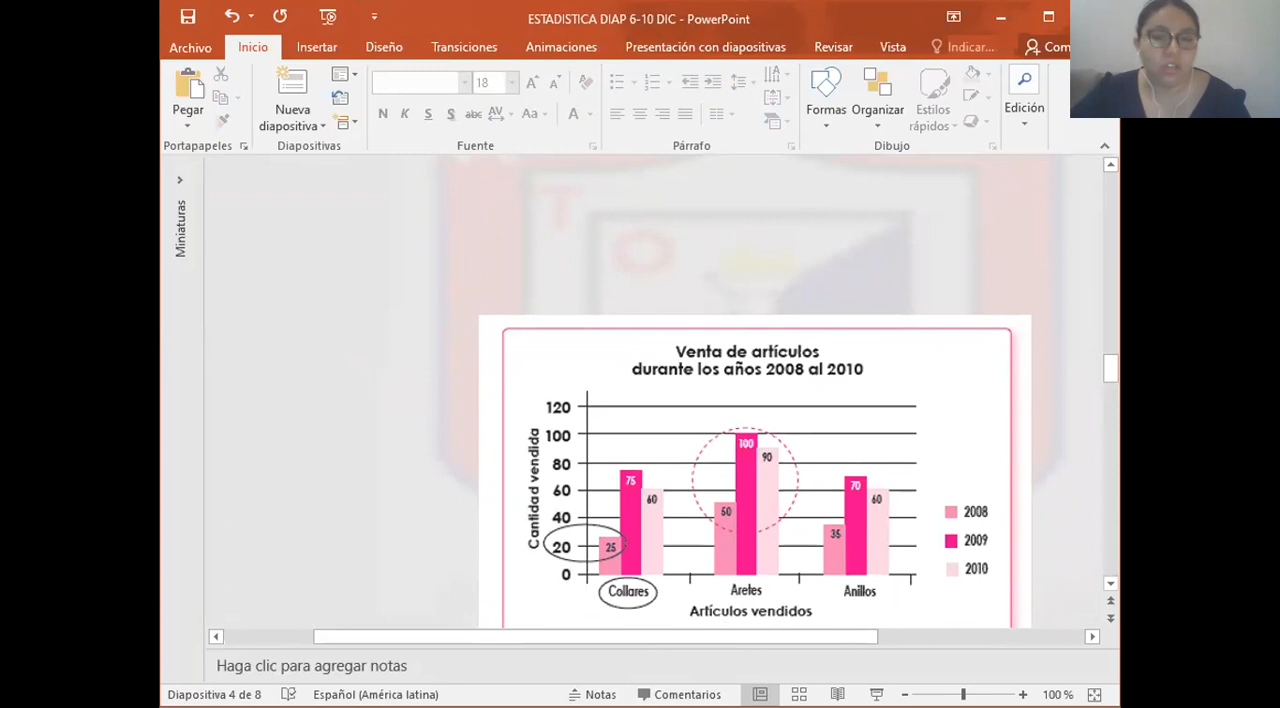 ESTADISTICA DIAP 6-10 DIC - PowerPoint
Archivo Inicio Insertar Diseño Transiciones Animaciones Presentación con diapositivas Revisar Vista Indicar... Com
18
Pegar
Nueva
diapositiva
N K S S abc AV Aa A
Formas
Organizar
Estilos
rápidos
Edición
Portapapeles Diapositivas Fuente Párrafo Dibujo
Miniaturas
T
O
Venta de artículos
durante los años 2008 al 2010
Cantidad vendida
120
100
80
60
40
20
0
25 75 60
50 100 90
35 70 60
Collares Aretes Anillos
Artículos vendidos
2008
2009
2010
Haga clic para agregar notas
Diapositiva 4 de 8 Español (América latina) Notas Comentarios 100 %